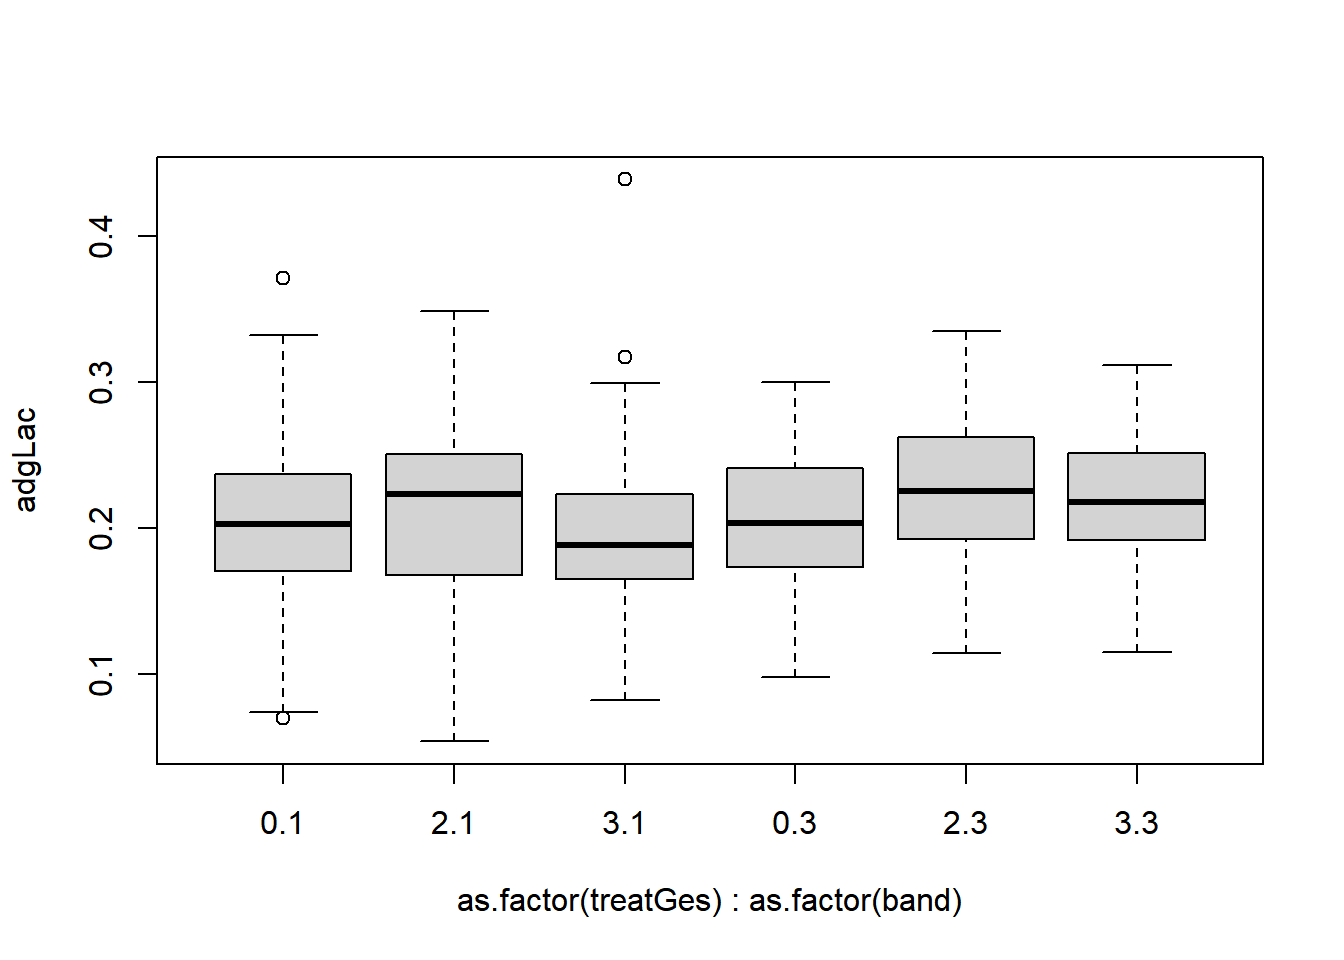 adgLac
0.4
0.3
0.2
0.1
0.1 2.1 3.1 0.3 2.3 3.3
as.factor(treatGes) : as.factor(band)